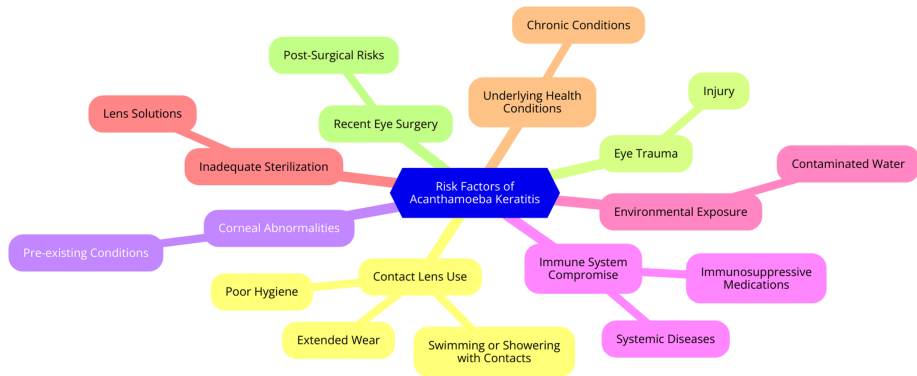 Chronic Conditions
Post-Surgical Risks
Underlying Health
Conditions
Injury
Lens Solutions
Recent Eye Surgery
Eye Trauma
Inadequate Sterilization
Contaminated Water
Risk Factors of
Acanthamoeba Keratitis
Environmental Exposure
Corneal Abnormalities
Pre-existing Conditions
Contact Lens Use
Immune System
Compromise
Immunosuppressive
Medications
Poor Hygiene
Extended Wear
Swimming or Showering
with Contacts
Systemic Diseases